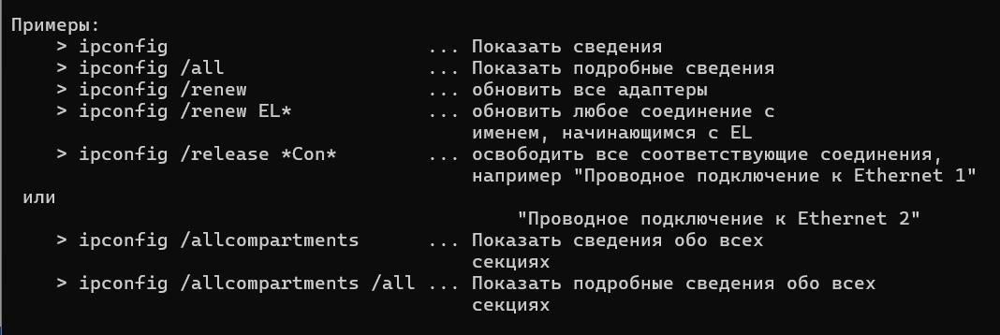 Примеры:
    > ipconfig                       ... Показать сведения
    > ipconfig /all                  ... Показать подробные сведения
    > ipconfig /renew                ... обновить все адаптеры
    > ipconfig /renew EL*            ... обновить любое соединение с
                                         именем, начинающимся с EL
    > ipconfig /release *Con*        ... освободить все соответствующие соединения,
                                         например "Проводное подключение к Ethernet 1"
 или
                                             "Проводное подключение к Ethernet 2"
    > ipconfig /allcompartments      ... Показать сведения обо всех
                                         секциях
    > ipconfig /allcompartments /all ... Показать подробные сведения обо всех
                                         секциях